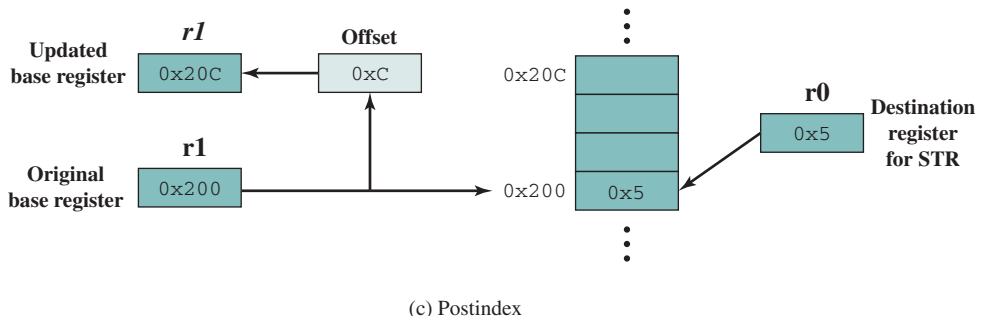 r1
Offset
Updated
base register
0x20C
0xC
0x20C
r0
Destination
register
for STR
0x5
r1
Original
base register
0x200
0x200
0x5
(c) Postindex